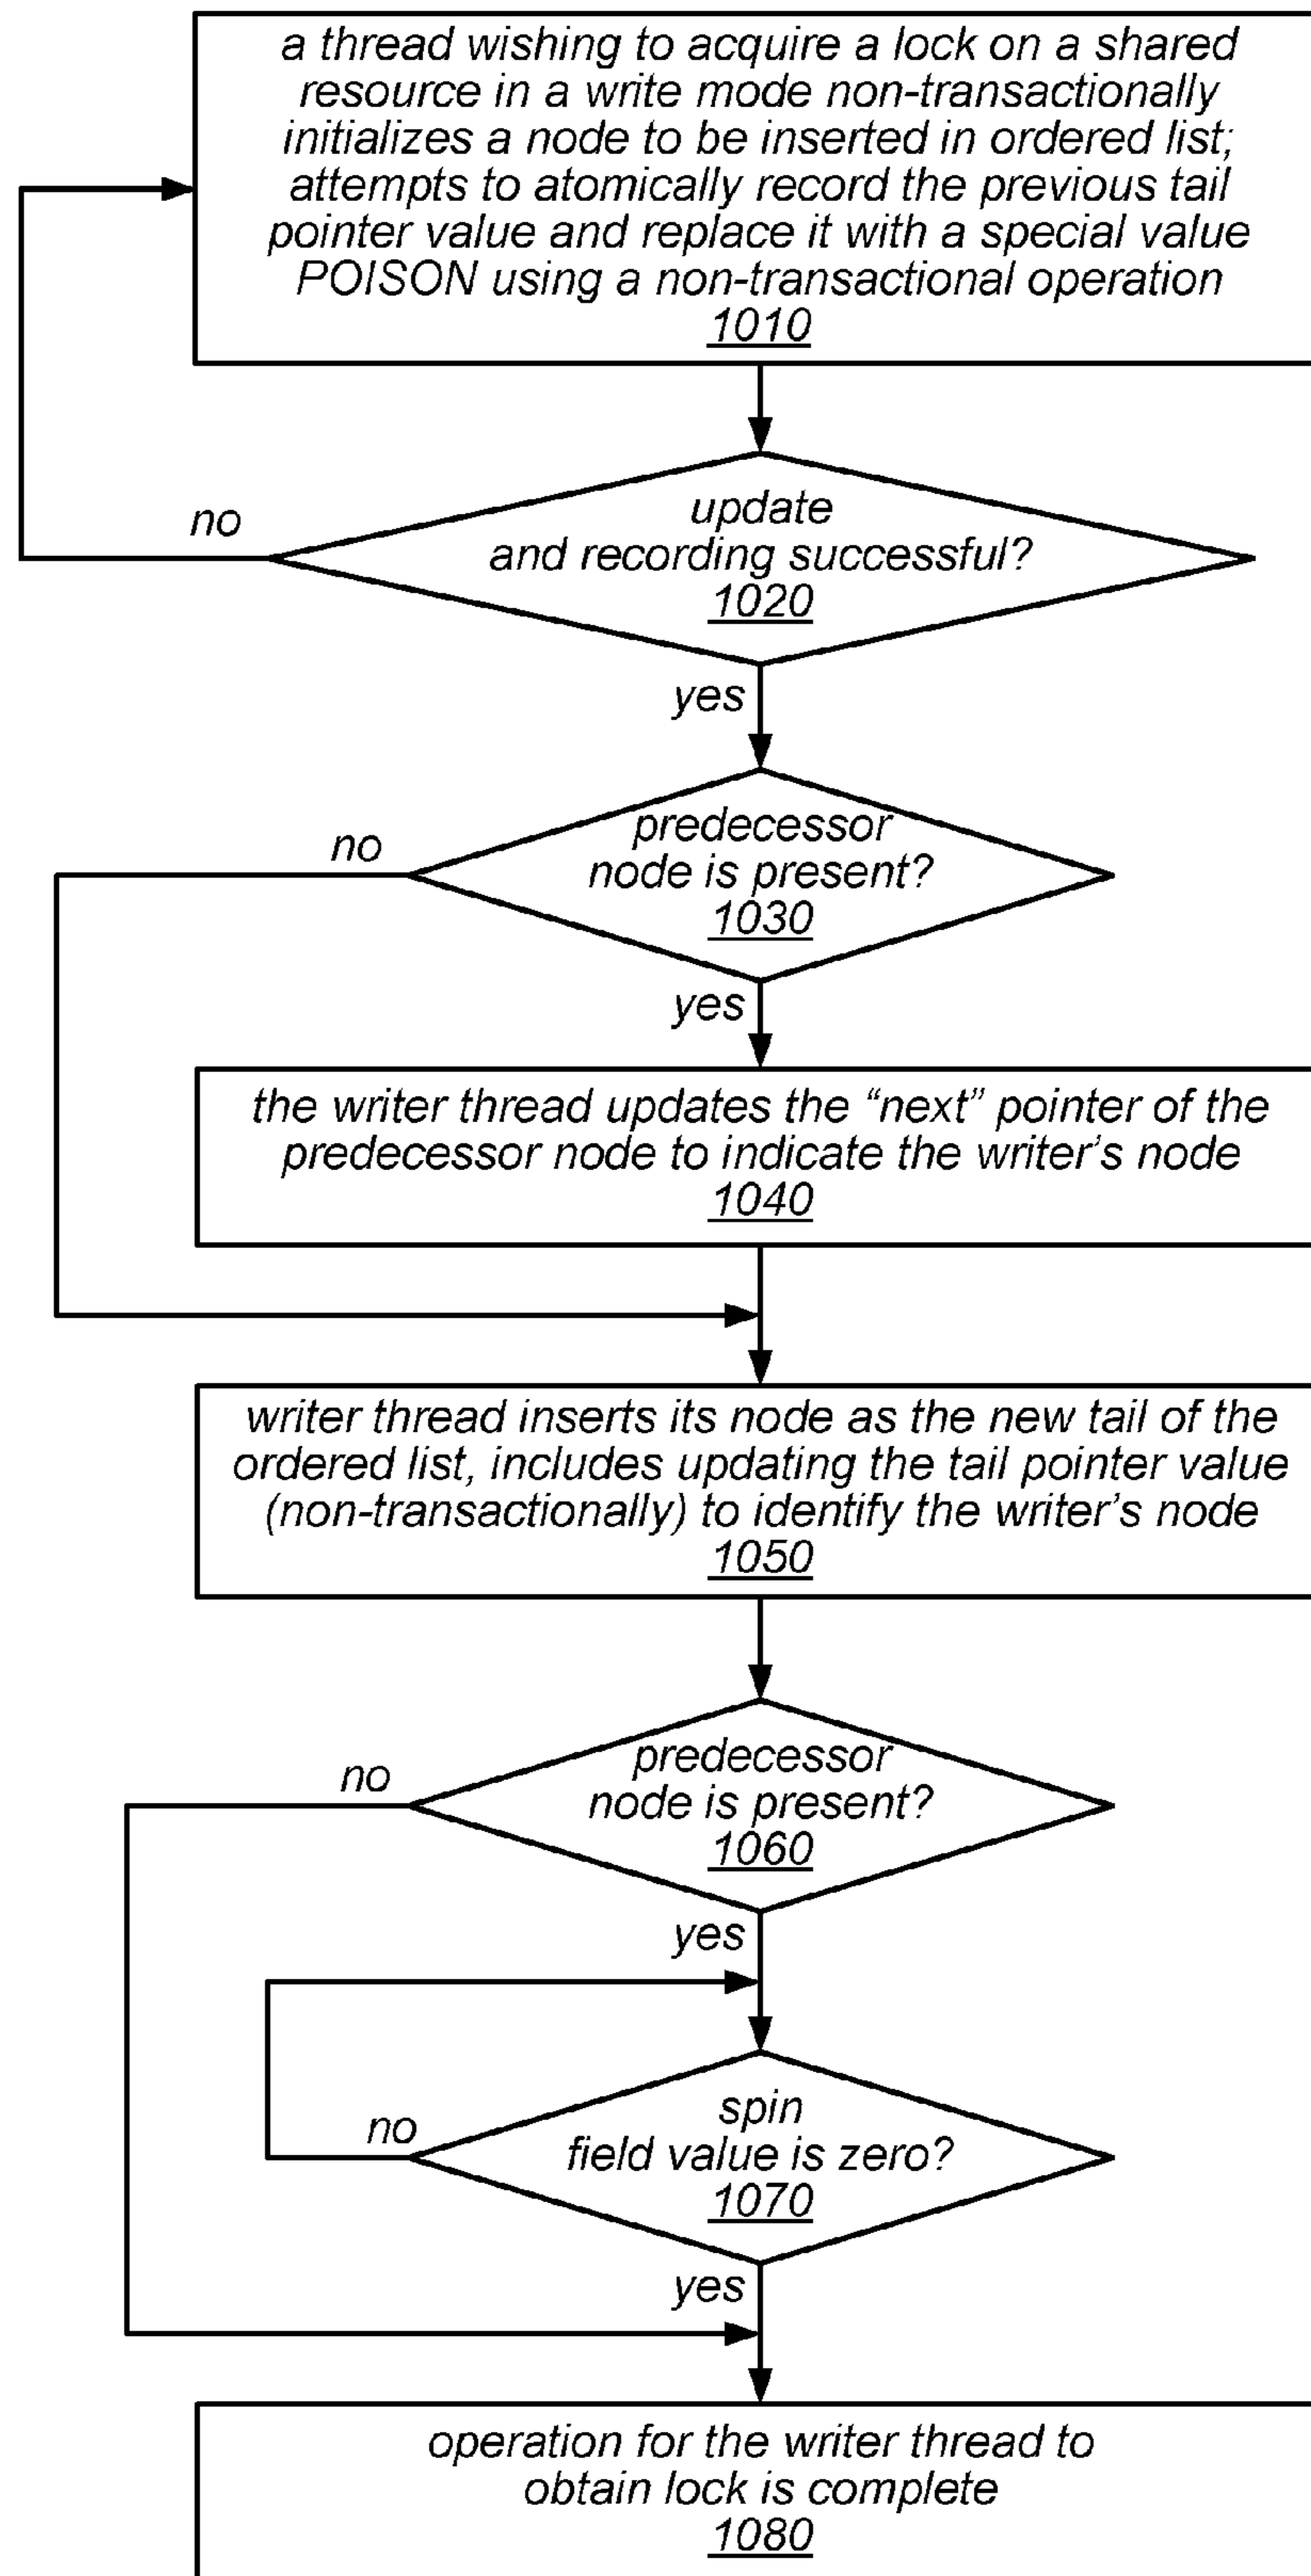 a thread wishing to acquire a lock on a shared
resource in a write mode non-transactionally
initializes a node to be inserted in ordered list;
attempts to atomically record the previous tail
pointer value and replace it with a special value
POISON using a non-transactional operation
1010
no
update
and recording successful?
1020
yes
no
predecessor
node is present?
1030
yes
the writer thread updates the “next” pointer of the
predecessor node to indicate the writer’s node
1040
writer thread inserts its node as the new tail of the
ordered list, includes updating the tail pointer value
(non-transactionally) to identify the writer’s node
1050
no
predecessor
node is present?
1060
yes
no
spin
field value is zero?
1070
yes
operation for the writer thread to
obtain lock is complete
1080